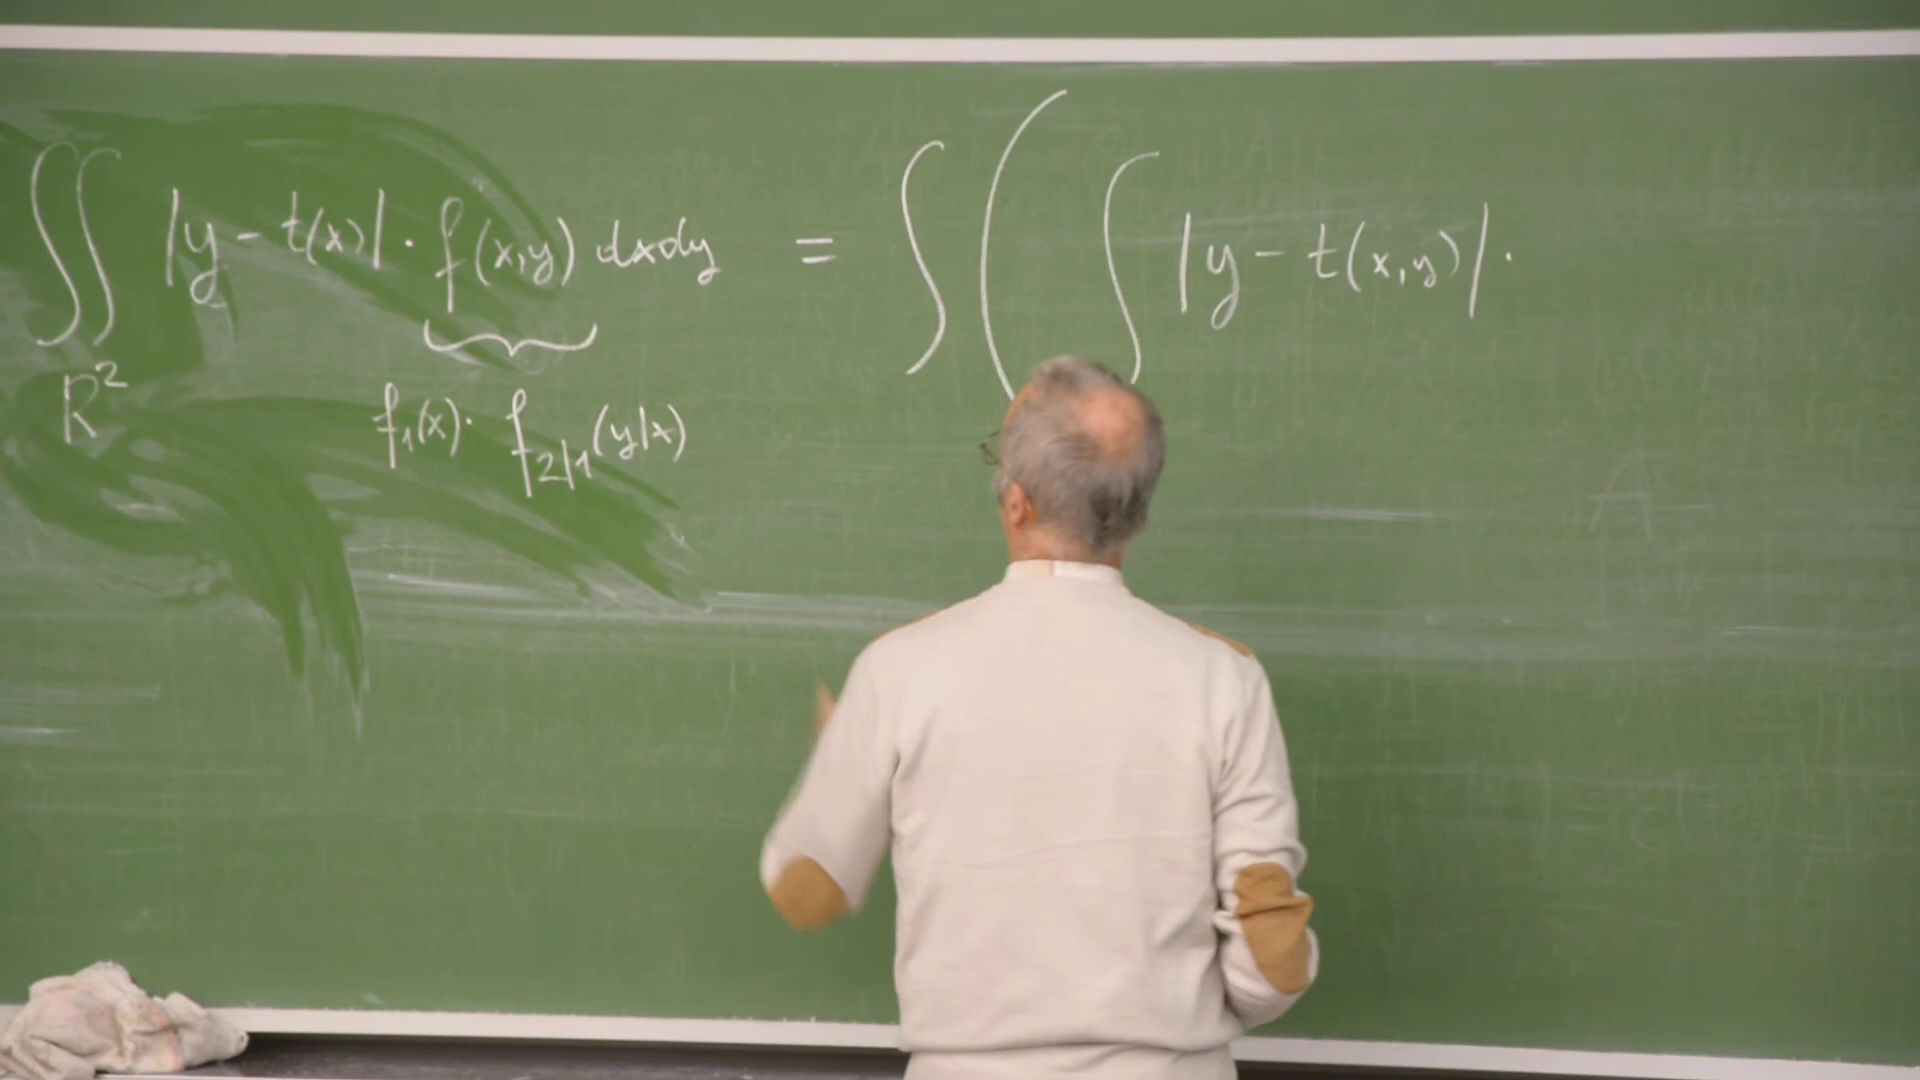 ∬ |y - t(x)| · f(x,y) dxdy = ∫ ( ∫ |y - t(x,y)| ·
R²
f₁(x) · f₂|₁(y|x)